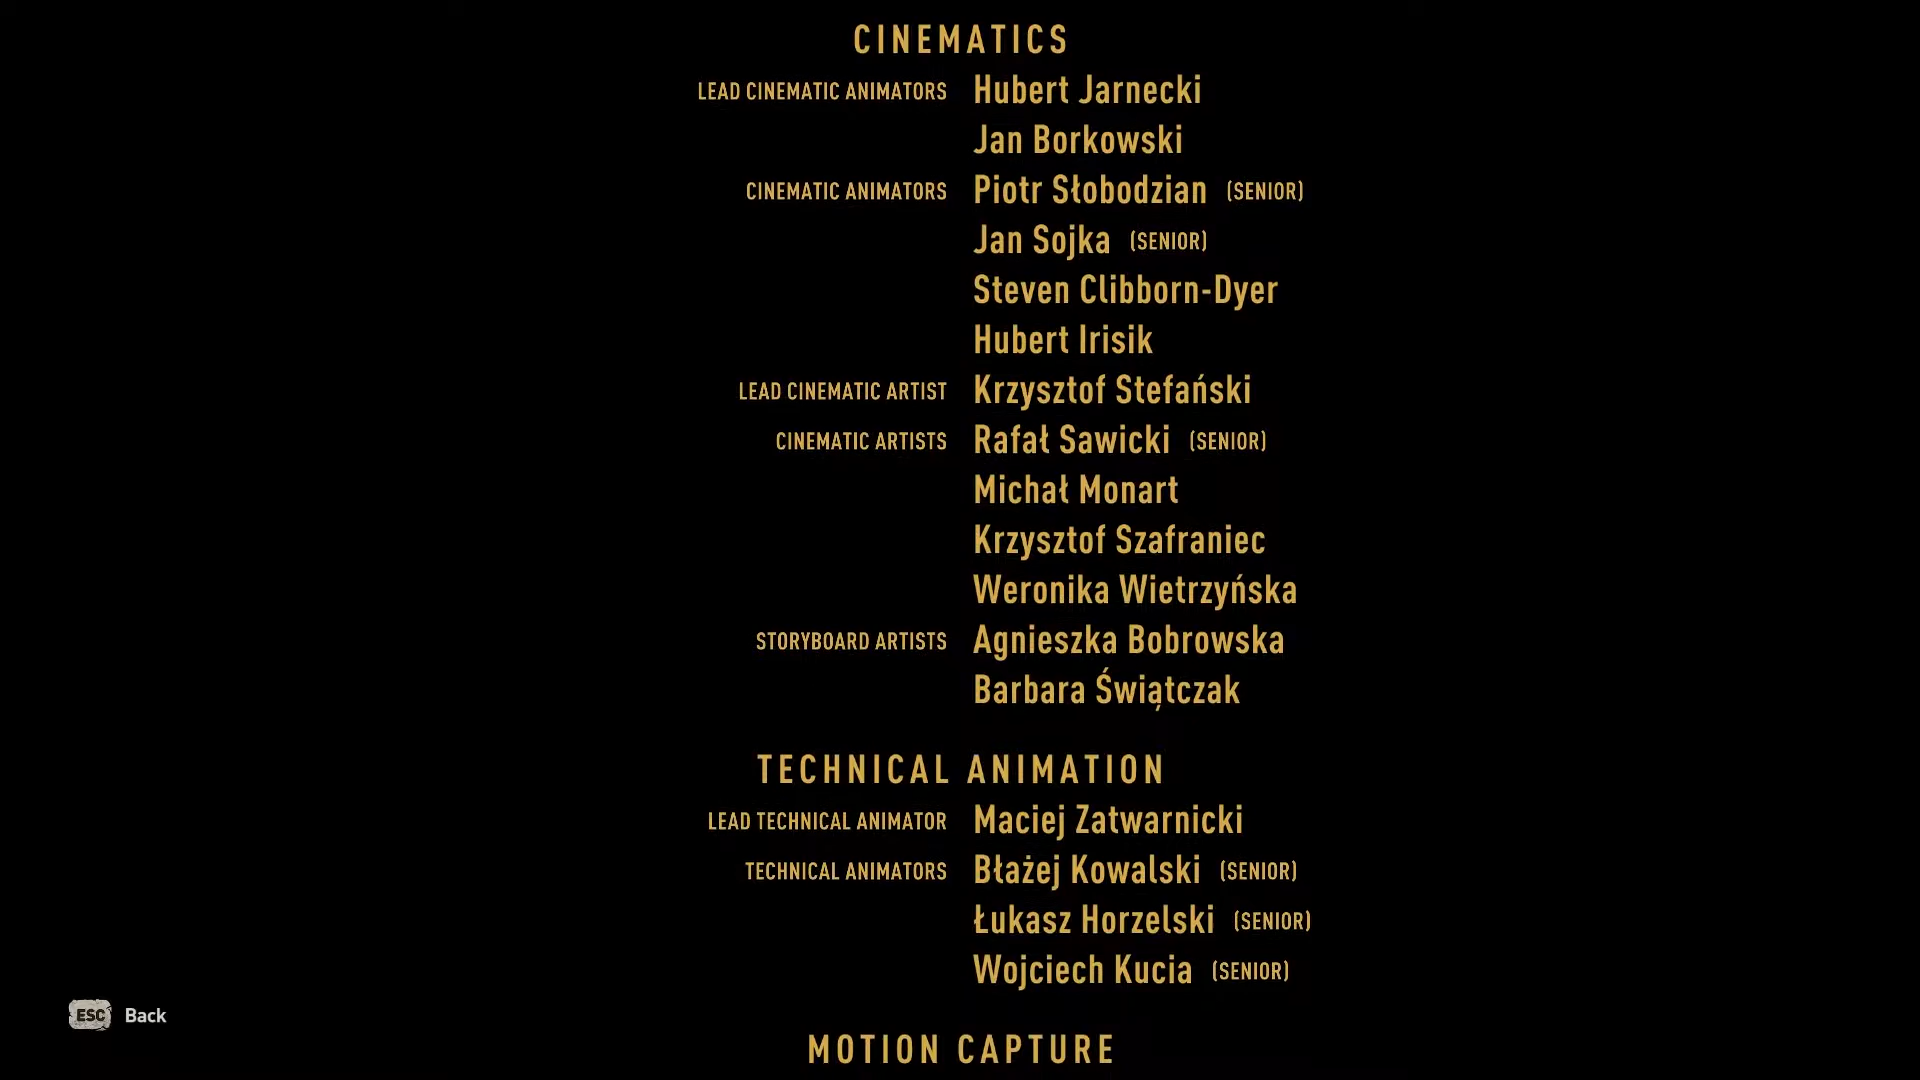 CINEMATICS
LEAD CINEMATIC ANIMATORS Hubert Jarnecki
Jan Borkowski
CINEMATIC ANIMATORS Piotr Słobodzian (SENIOR)
Jan Sojka (SENIOR)
Steven Clibborn-Dyer
Hubert Irisik
LEAD CINEMATIC ARTIST Krzysztof Stefański
CINEMATIC ARTISTS Rafał Sawicki (SENIOR)
Michał Monart
Krzysztof Szafraniec
Weronika Wietrzyńska
STORYBOARD ARTISTS Agnieszka Bobrowska
Barbara Świątczak
TECHNICAL ANIMATION
LEAD TECHNICAL ANIMATOR Maciej Zatwarnicki
TECHNICAL ANIMATORS Błażej Kowalski (SENIOR)
Łukasz Horzelski (SENIOR)
Wojciech Kucia (SENIOR)
ESC Back
MOTION CAPTURE